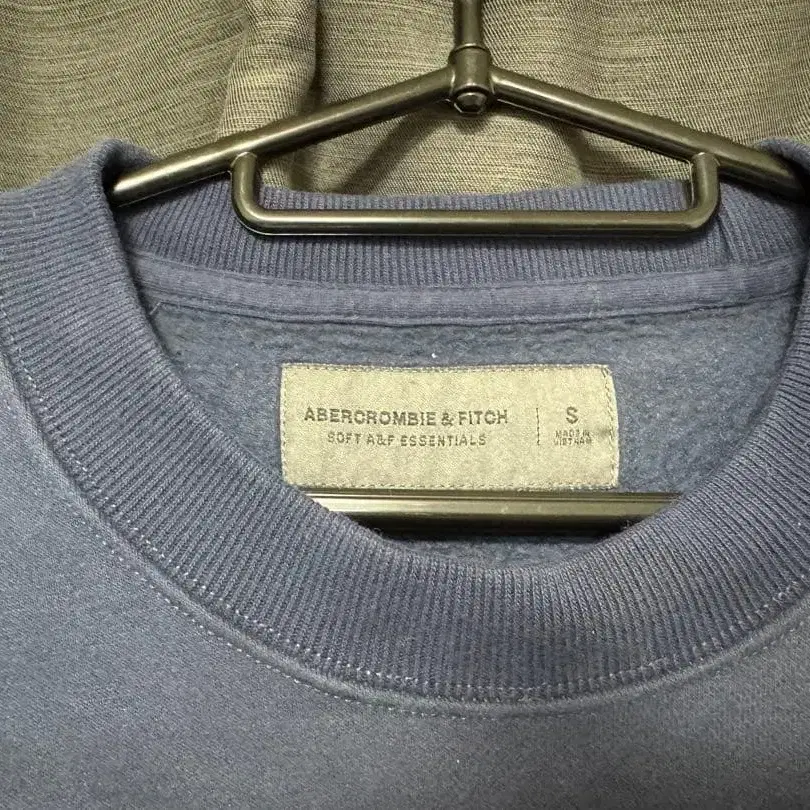 ABERCROMBIE & FITCH
SOFT A&F ESSENTIALS
S
MADE IN
VIETNAM